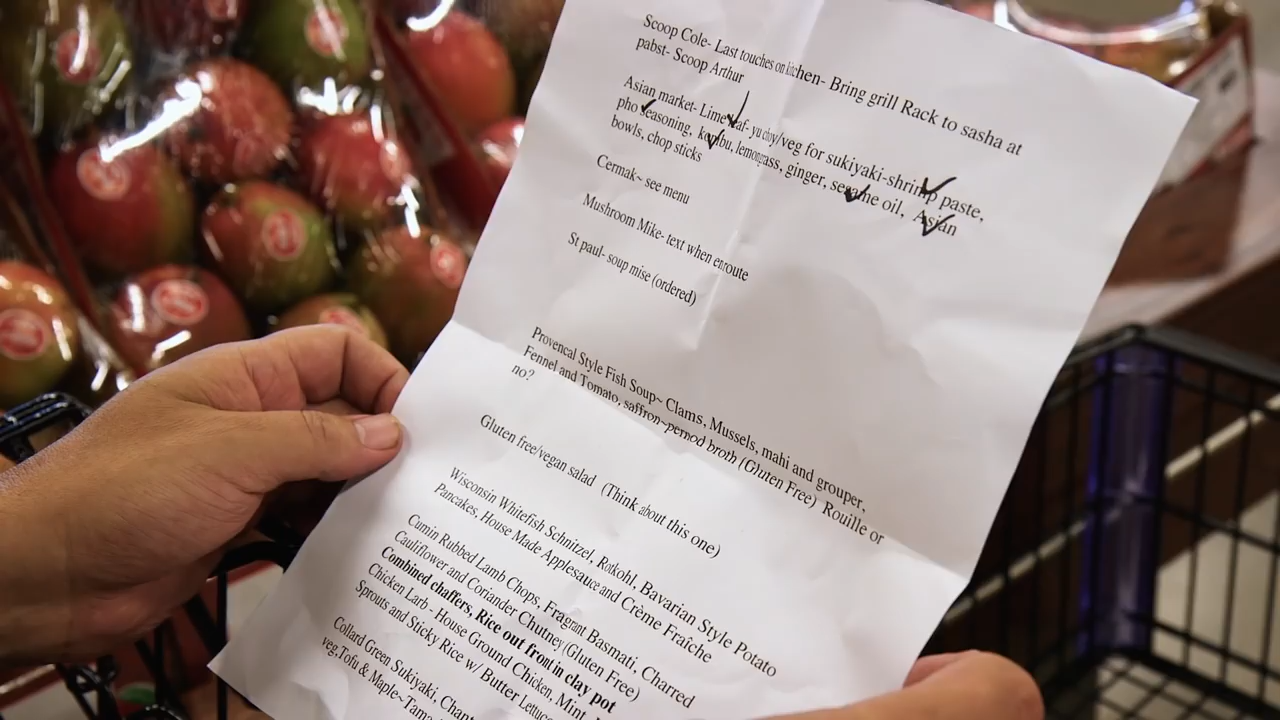 Scoop Cole- Last touches on kitchen- Bring grill Rack to sasha at
pabst- Scoop Arthur
Asian market- Lime leaf- yu choy/veg for sukiyaki-shrimp paste,
pho seasoning, kombu, lemongrass, ginger, sesame oil, Asian
bowls, chop sticks
Cermak~ see menu
Mushroom Mike- text when enroute
St paul- soup mise (ordered)
Provencal Style Fish Soup~ Clams, Mussels, mahi and grouper,
Fennel and Tomato, saffron~pernod broth (Gluten Free) Rouille or
no?
Gluten free/vegan salad (Think about this one)
Wisconsin Whitefish Schnitzel, Rotkohl, Bavarian Style Potato
Pancakes, House Made Applesauce and Crème Fraîche
Cumin Rubbed Lamb Chops, Fragrant Basmati, Charred
Cauliflower and Coriander Chutney (Gluten Free)
Combined chaffers, Rice out front in clay pot
Chicken Larb - House Ground Chicken, Mint,
Sprouts and Sticky Rice w/ Butter Lettuce
Collard Green Sukiyaki,
veg,Tofu & Maple~